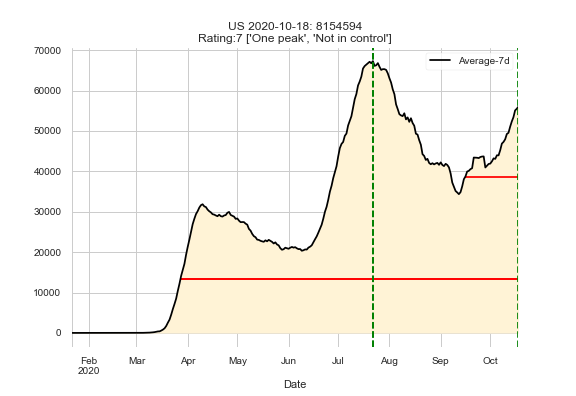 US 2020-10-18: 8154594
Rating:7 ['One peak', 'Not in control']
Average-7d
70000
60000
50000
40000
30000
20000
10000
0
Feb Mar Apr May Jun Jul Aug Sep Oct
2020
Date